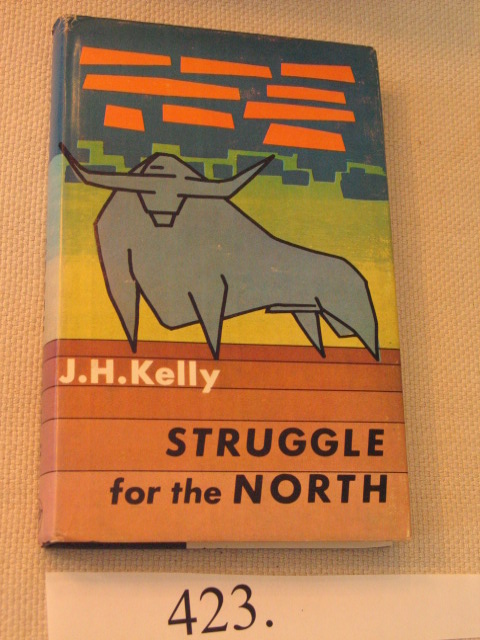 J.H.Kelly
STRUGGLE
for the NORTH
423.